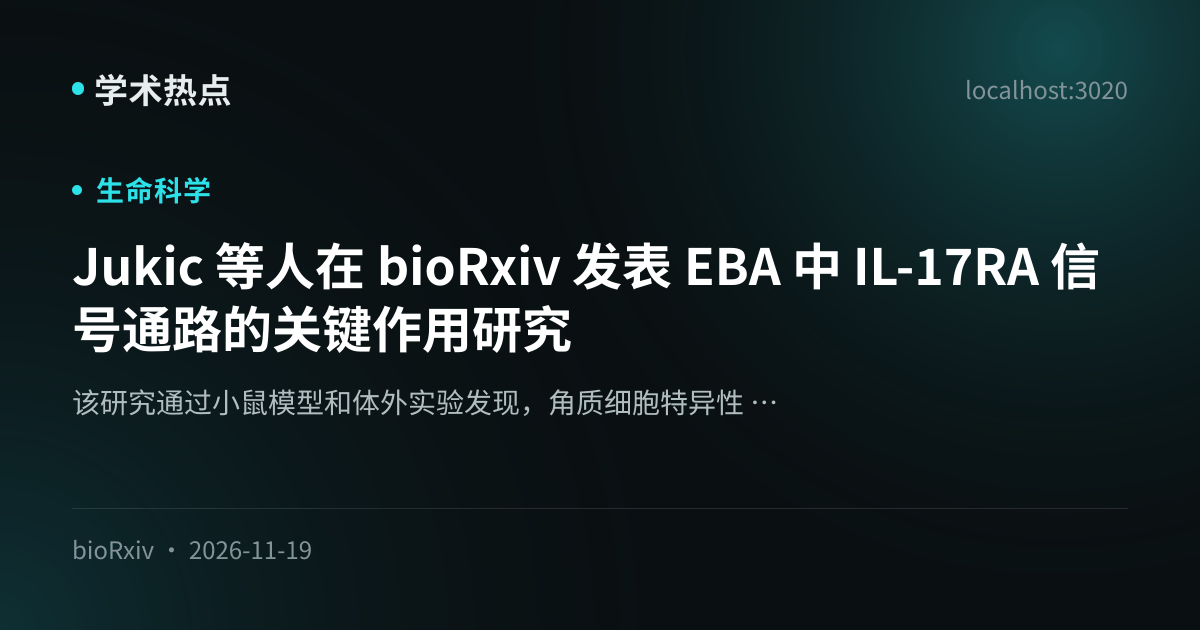 学术热点
localhost:3020
生命科学
Jukic 等人在 bioRxiv 发表 EBA 中 IL-17RA 信
号通路的关键作用研究
该研究通过小鼠模型和体外实验发现，角质细胞特异性 …
bioRxiv · 2026-11-19